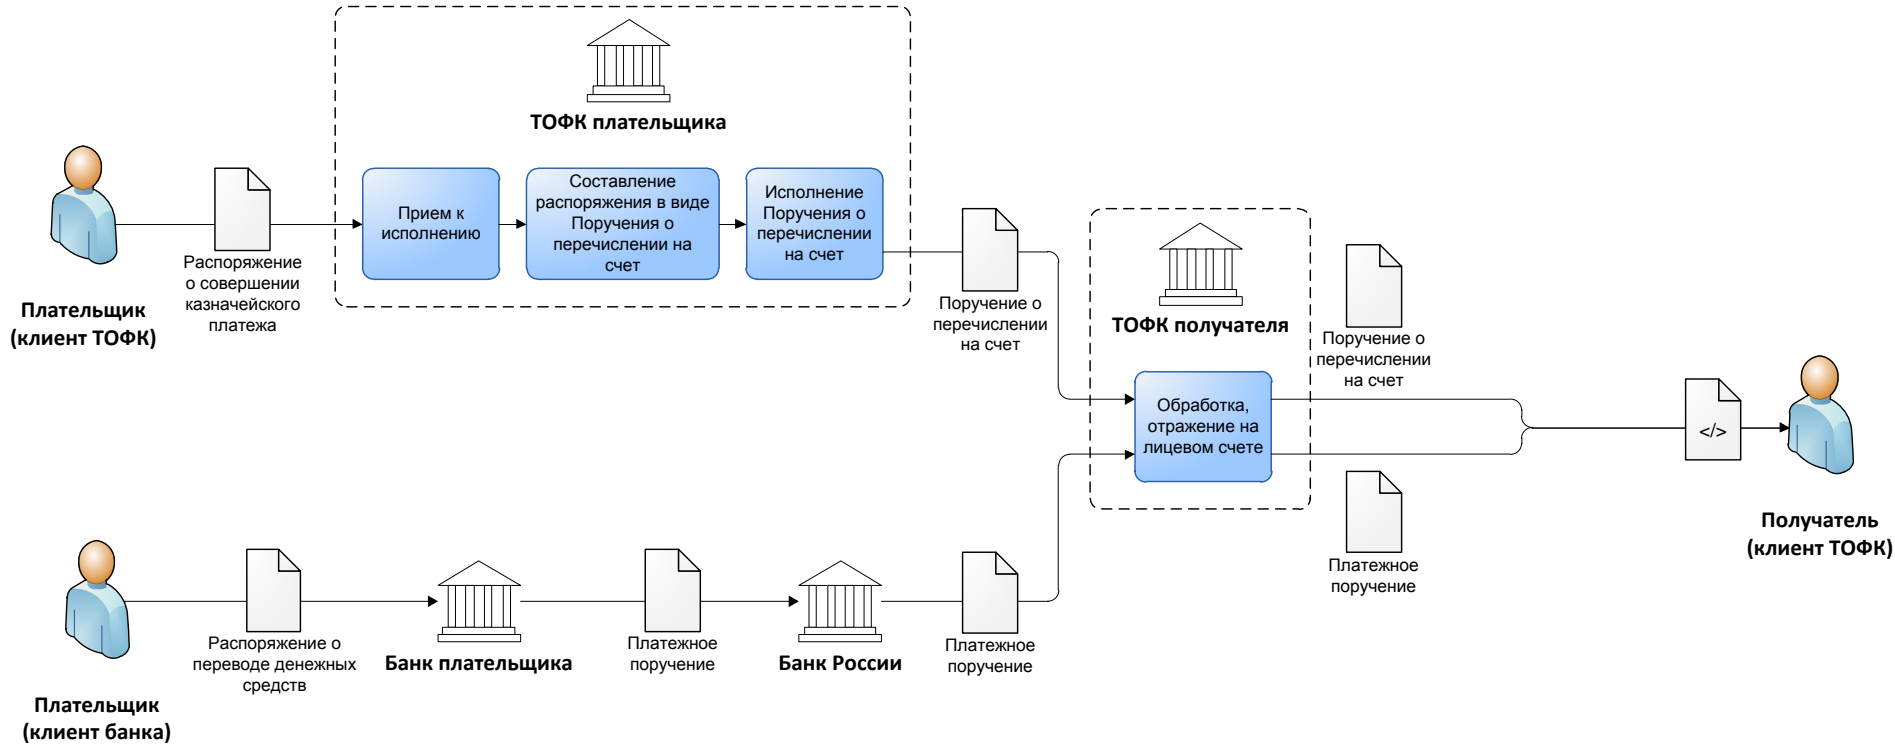 ТОФК плательщика
Прием к
исполнению
Составление
распоряжения в виде
Поручения о
перечислении на
счет
Исполнение
Поручения о
перечислении
на счет
Распоряжение
о совершении
казначейского
платежа
Плательщик
(клиент ТОФК)
Поручение о
перечислении
на счет
ТОФК получателя
Обработка,
отражение на
лицевом счете
Поручение о
перечислении
на счет
</>
Платежное
поручение
Получатель
(клиент ТОФК)
Распоряжение о
переводе денежных
средств
Плательщик
(клиент банка)
Банк плательщика
Платежное
поручение
Банк России
Платежное
поручение